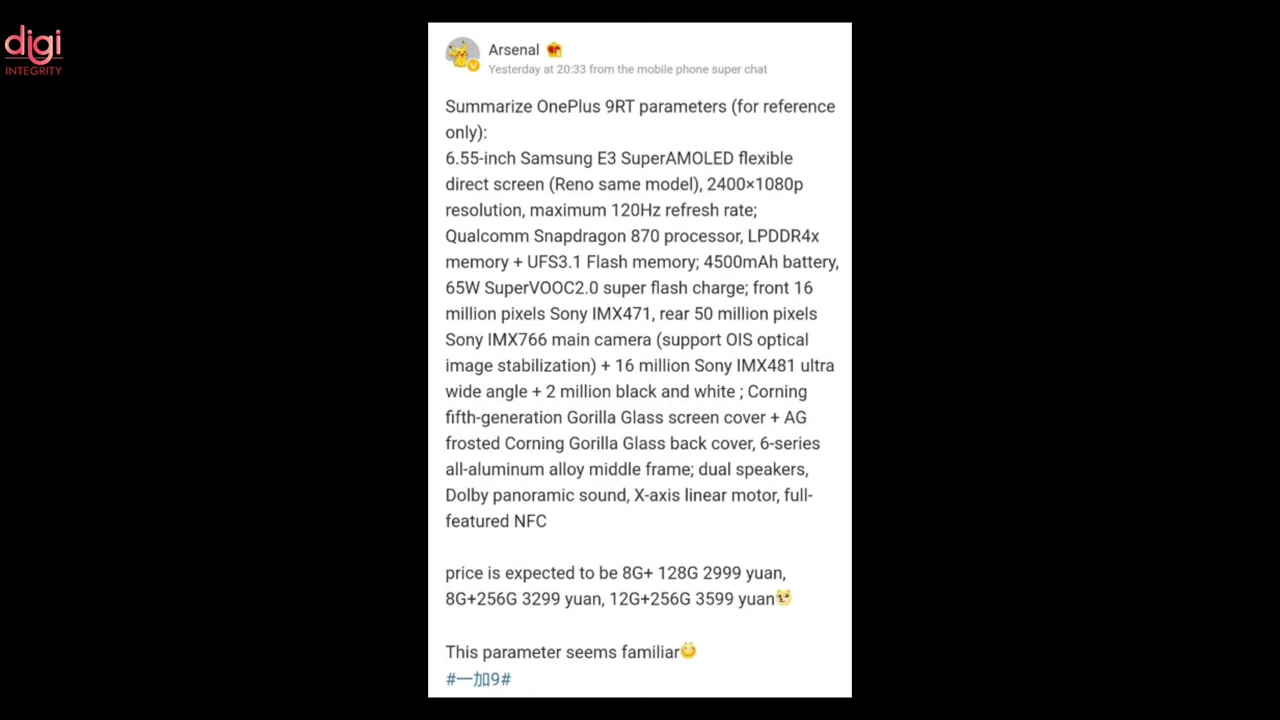 digi
INTEGRITY
Arsenal
Yesterday at 20:33 from the mobile phone super chat
Summarize OnePlus 9RT parameters (for reference
only):
6.55-inch Samsung E3 SuperAMOLED flexible
direct screen (Reno same model), 2400×1080p
resolution, maximum 120Hz refresh rate;
Qualcomm Snapdragon 870 processor, LPDDR4x
memory + UFS3.1 Flash memory; 4500mAh battery,
65W SuperVOOC2.0 super flash charge; front 16
million pixels Sony IMX471, rear 50 million pixels
Sony IMX766 main camera (support OIS optical
image stabilization) + 16 million Sony IMX481 ultra
wide angle + 2 million black and white ; Corning
fifth-generation Gorilla Glass screen cover + AG
frosted Corning Gorilla Glass back cover, 6-series
all-aluminum alloy middle frame; dual speakers,
Dolby panoramic sound, X-axis linear motor, full-
featured NFC
price is expected to be 8G+ 128G 2999 yuan,
8G+256G 3299 yuan, 12G+256G 3599 yuan
This parameter seems familiar
#一加9#